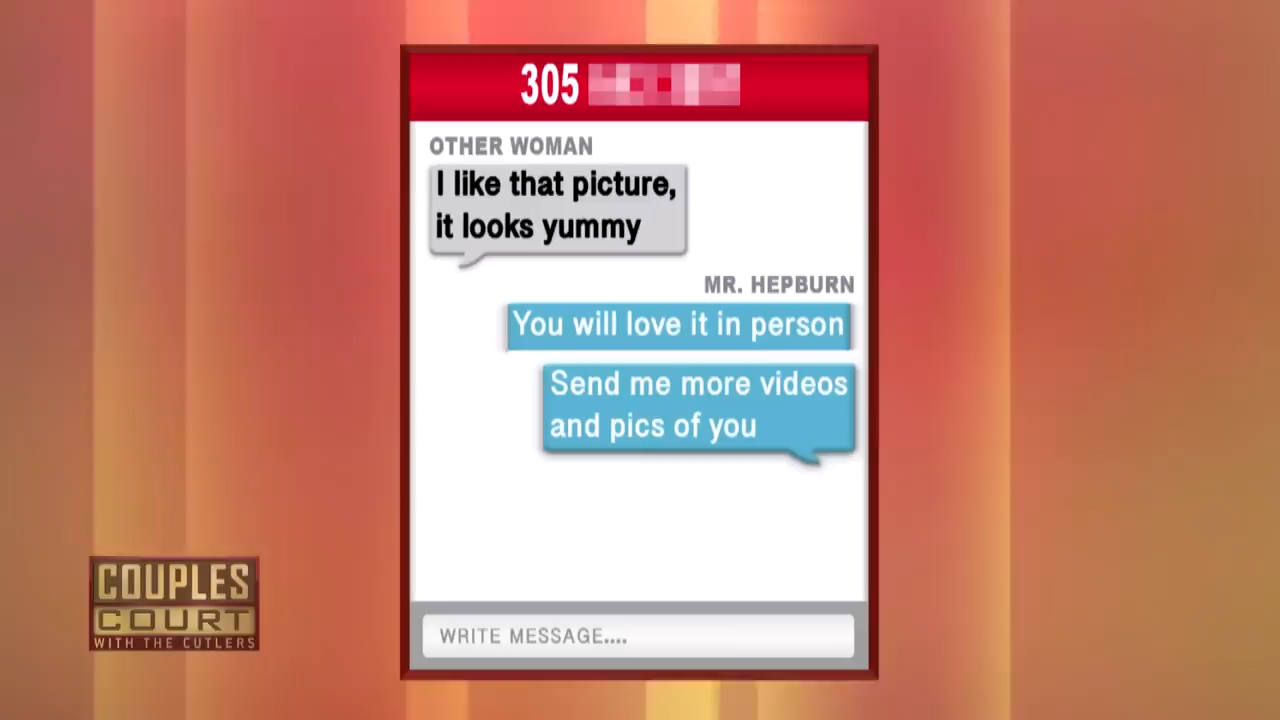 305
OTHER WOMAN
I like that picture,
it looks yummy
MR. HEPBURN
You will love it in person
Send me more videos
and pics of you
WRITE MESSAGE....
COUPLES
COURT
WITH THE CUTLERS